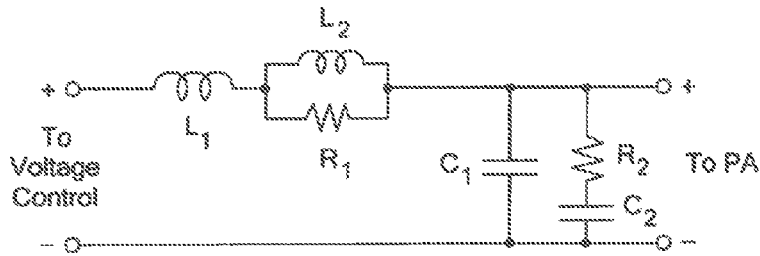 L2
+
L1
R1
+
To
Voltage
Control
C1
R2
To PA
C2
−
−